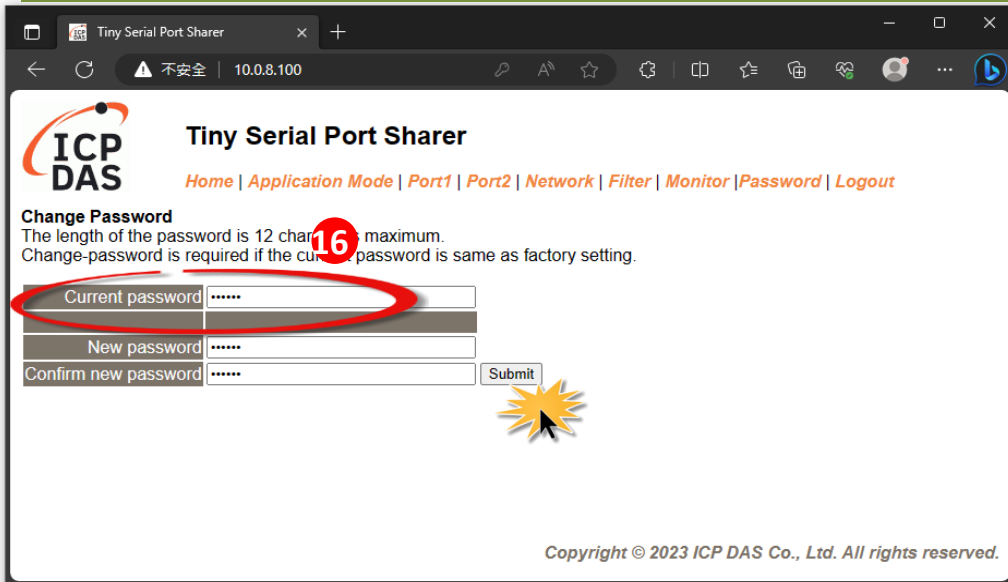 Tiny Serial Port Sharer
不安全 | 10.0.8.100
ICP
DAS
Tiny Serial Port Sharer
Home | Application Mode | Port1 | Port2 | Network | Filter | Monitor |Password | Logout
Change Password
The length of the password is 12 maximum.
16
Change-password is required if the password is same as factory setting.
Current password ••••••
New password ••••••
Confirm new password •••••• Submit
Copyright © 2023 ICP DAS Co., Ltd. All rights reserved.